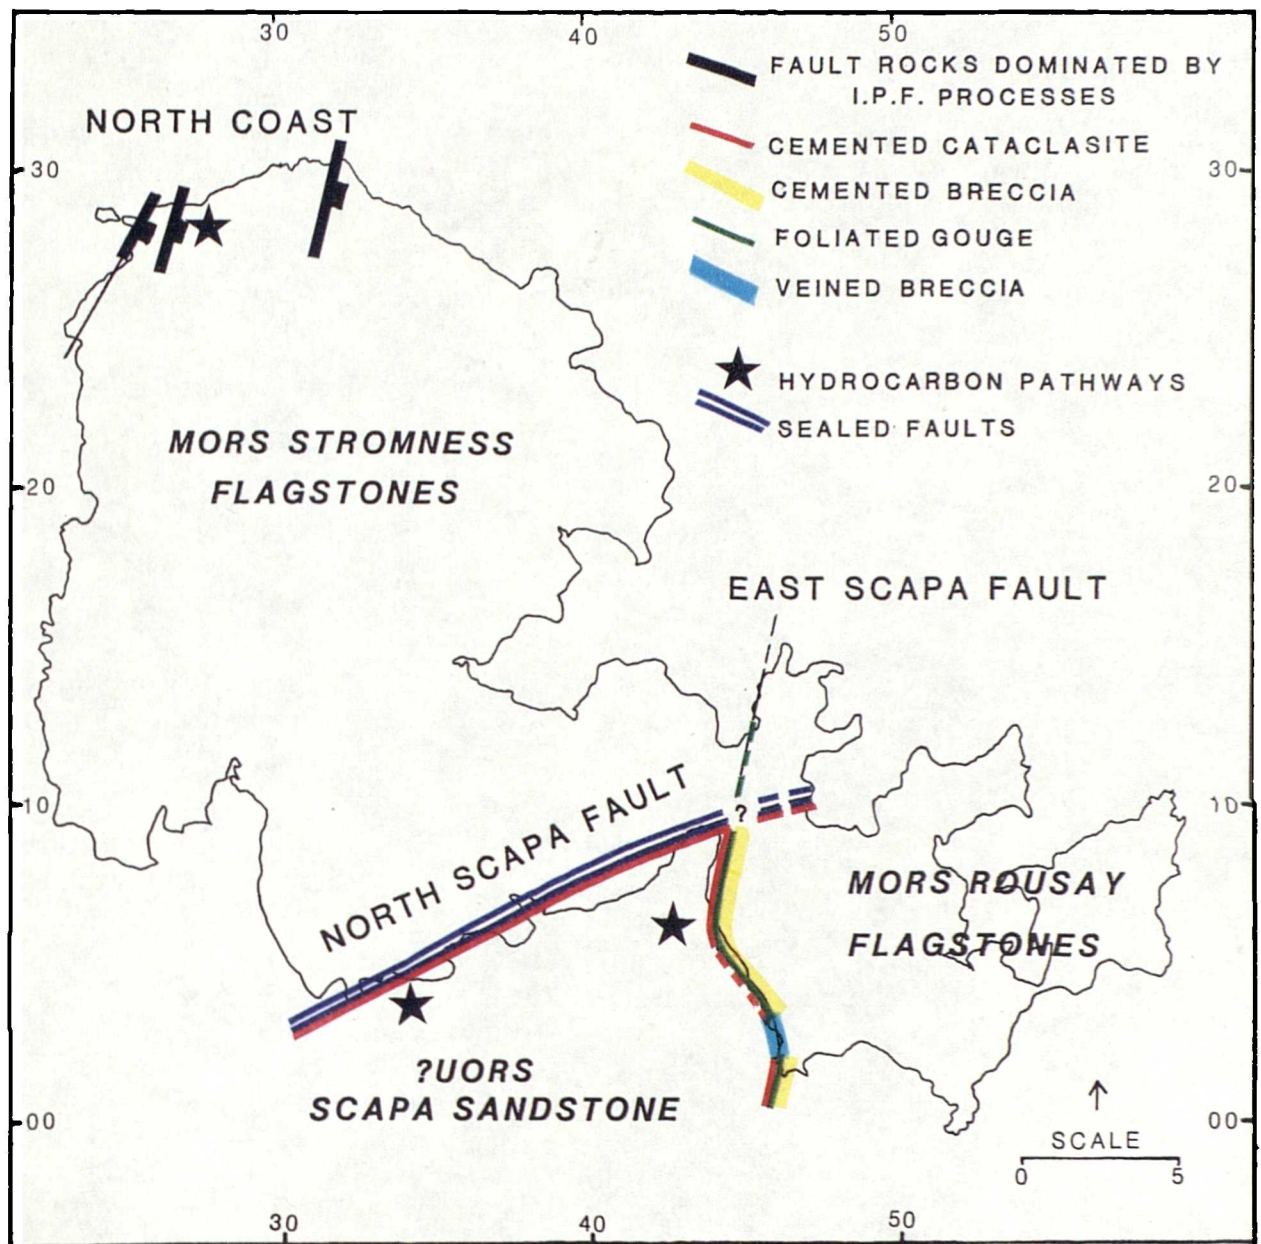 30 40 50
FAULT ROCKS DOMINATED BY
I.P.F. PROCESSES
NORTH COAST
CEMENTED CATACLASITE
30 30
CEMENTED BRECCIA
FOLIATED GOUGE
VEINED BRECCIA
HYDROCARBON PATHWAYS
SEALED FAULTS
MORS STROMNESS
FLAGSTONES
20 20
EAST SCAPA FAULT
NORTH SCAPA FAULT
10 ? 10
MORS ROUSAY
FLAGSTONES
?UORS
SCAPA SANDSTONE
00 00
SCALE
0 5
30 40 50